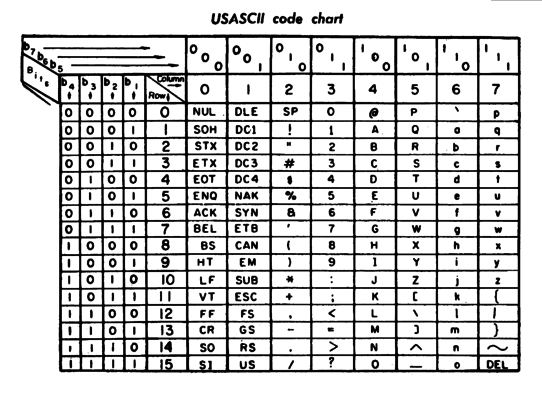 USASCII code chart
b7 b6 b5 0 0 0 0 0 1 0 1 0 0 1 1 1 0 0 1 0 1 1 1 0 1 1 1
Bits b4 b3 b2 b1 Column Row 0 1 2 3 4 5 6 7
0 0 0 0 0 NUL DLE SP 0 @ P ` p
0 0 0 1 1 SOH DC1 ! 1 A Q a q
0 0 1 0 2 STX DC2 " 2 B R b r
0 0 1 1 3 ETX DC3 # 3 C S c s
0 1 0 0 4 EOT DC4 $ 4 D T d t
0 1 0 1 5 ENQ NAK % 5 E U e u
0 1 1 0 6 ACK SYN & 6 F V f v
0 1 1 1 7 BEL ETB ' 7 G W g w
1 0 0 0 8 BS CAN ( 8 H X h x
1 0 0 1 9 HT EM ) 9 I Y i y
1 0 1 0 10 LF SUB * : J Z j z
1 0 1 1 11 VT ESC + ; K [ k {
1 1 0 0 12 FF FS , < L \ l |
1 1 0 1 13 CR GS - = M ] m }
1 1 1 0 14 SO RS . > N ^ n ~
1 1 1 1 15 SI US / ? O _ o DEL